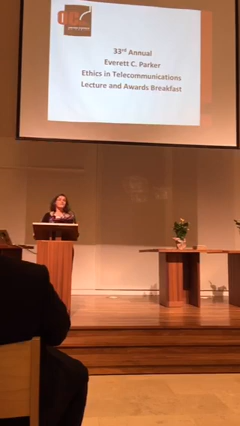 33rd Annual
Everett C. Parker
Ethics in Telecommunications
Lecture and Awards Breakfast